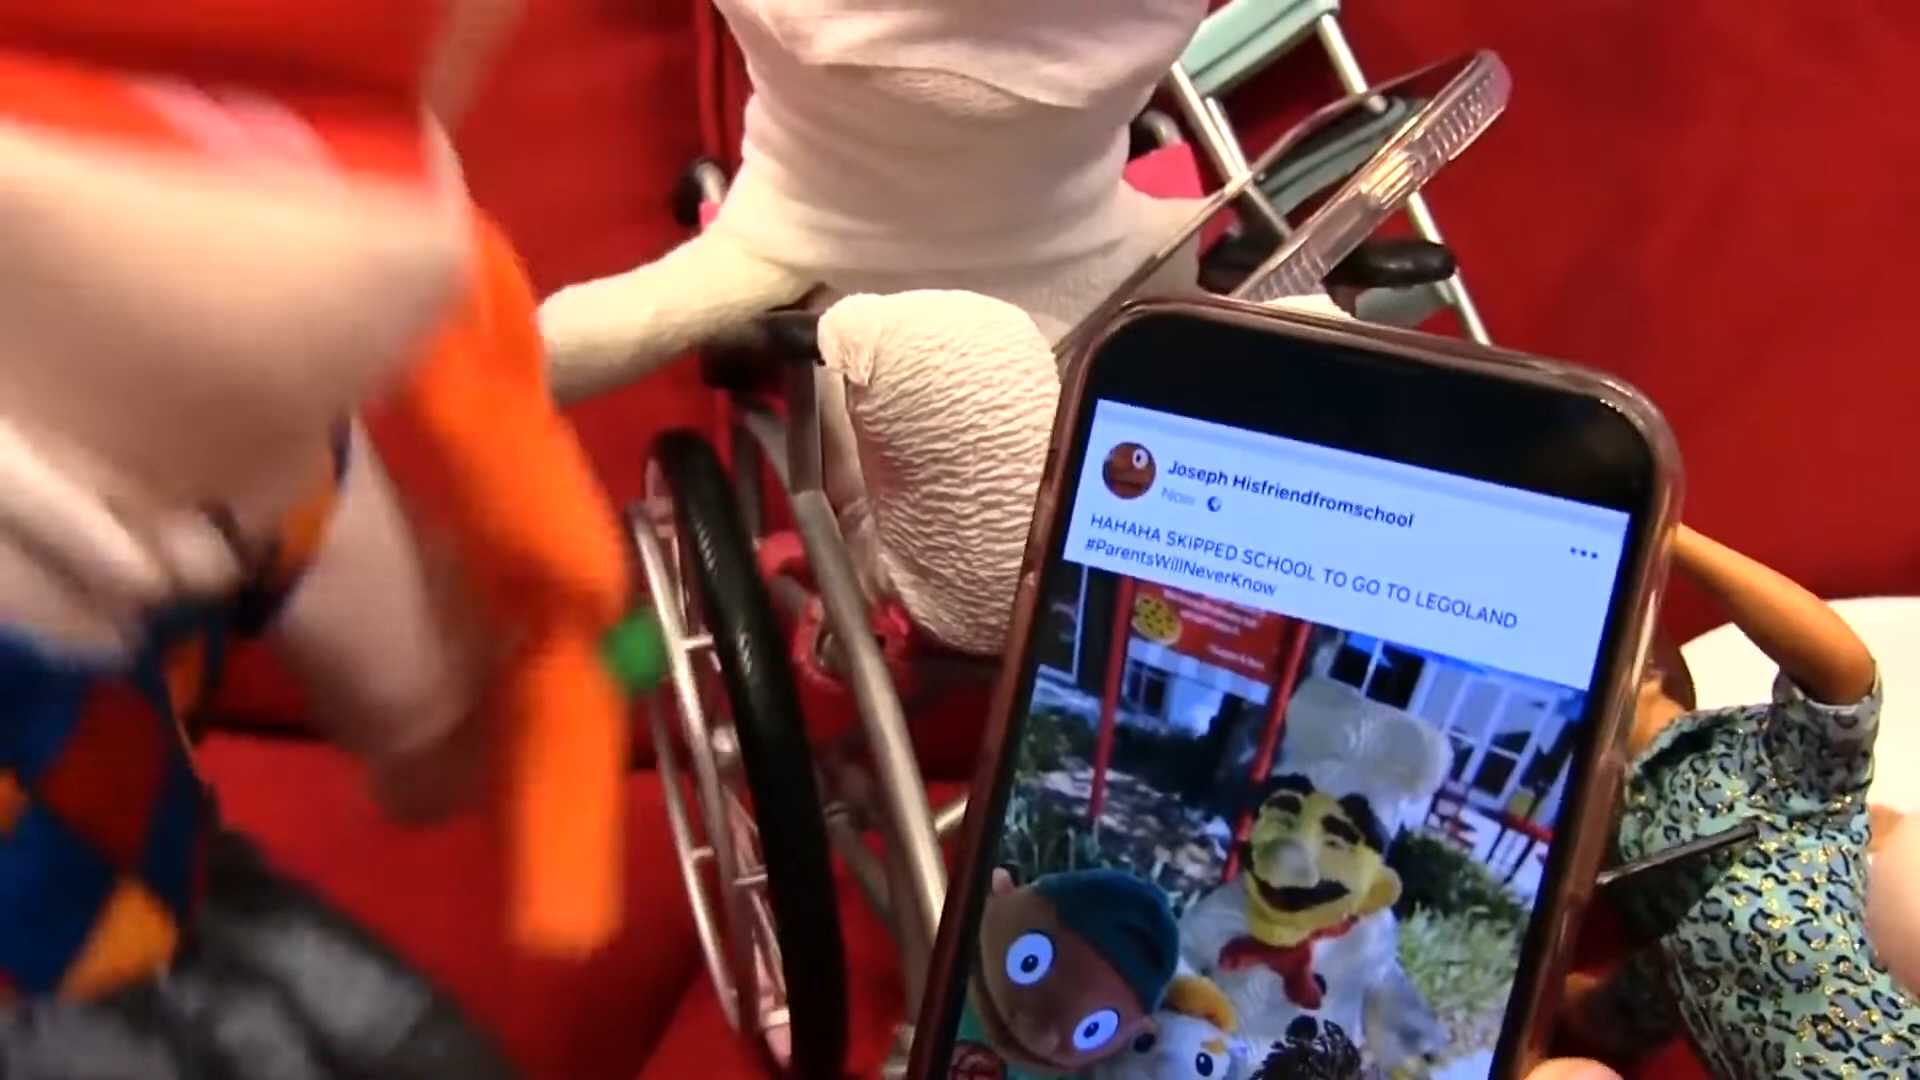 Joseph Hisfriendfromschool
Now
HAHAHA SKIPPED SCHOOL TO GO TO LEGOLAND
#ParentsWillNeverKnow